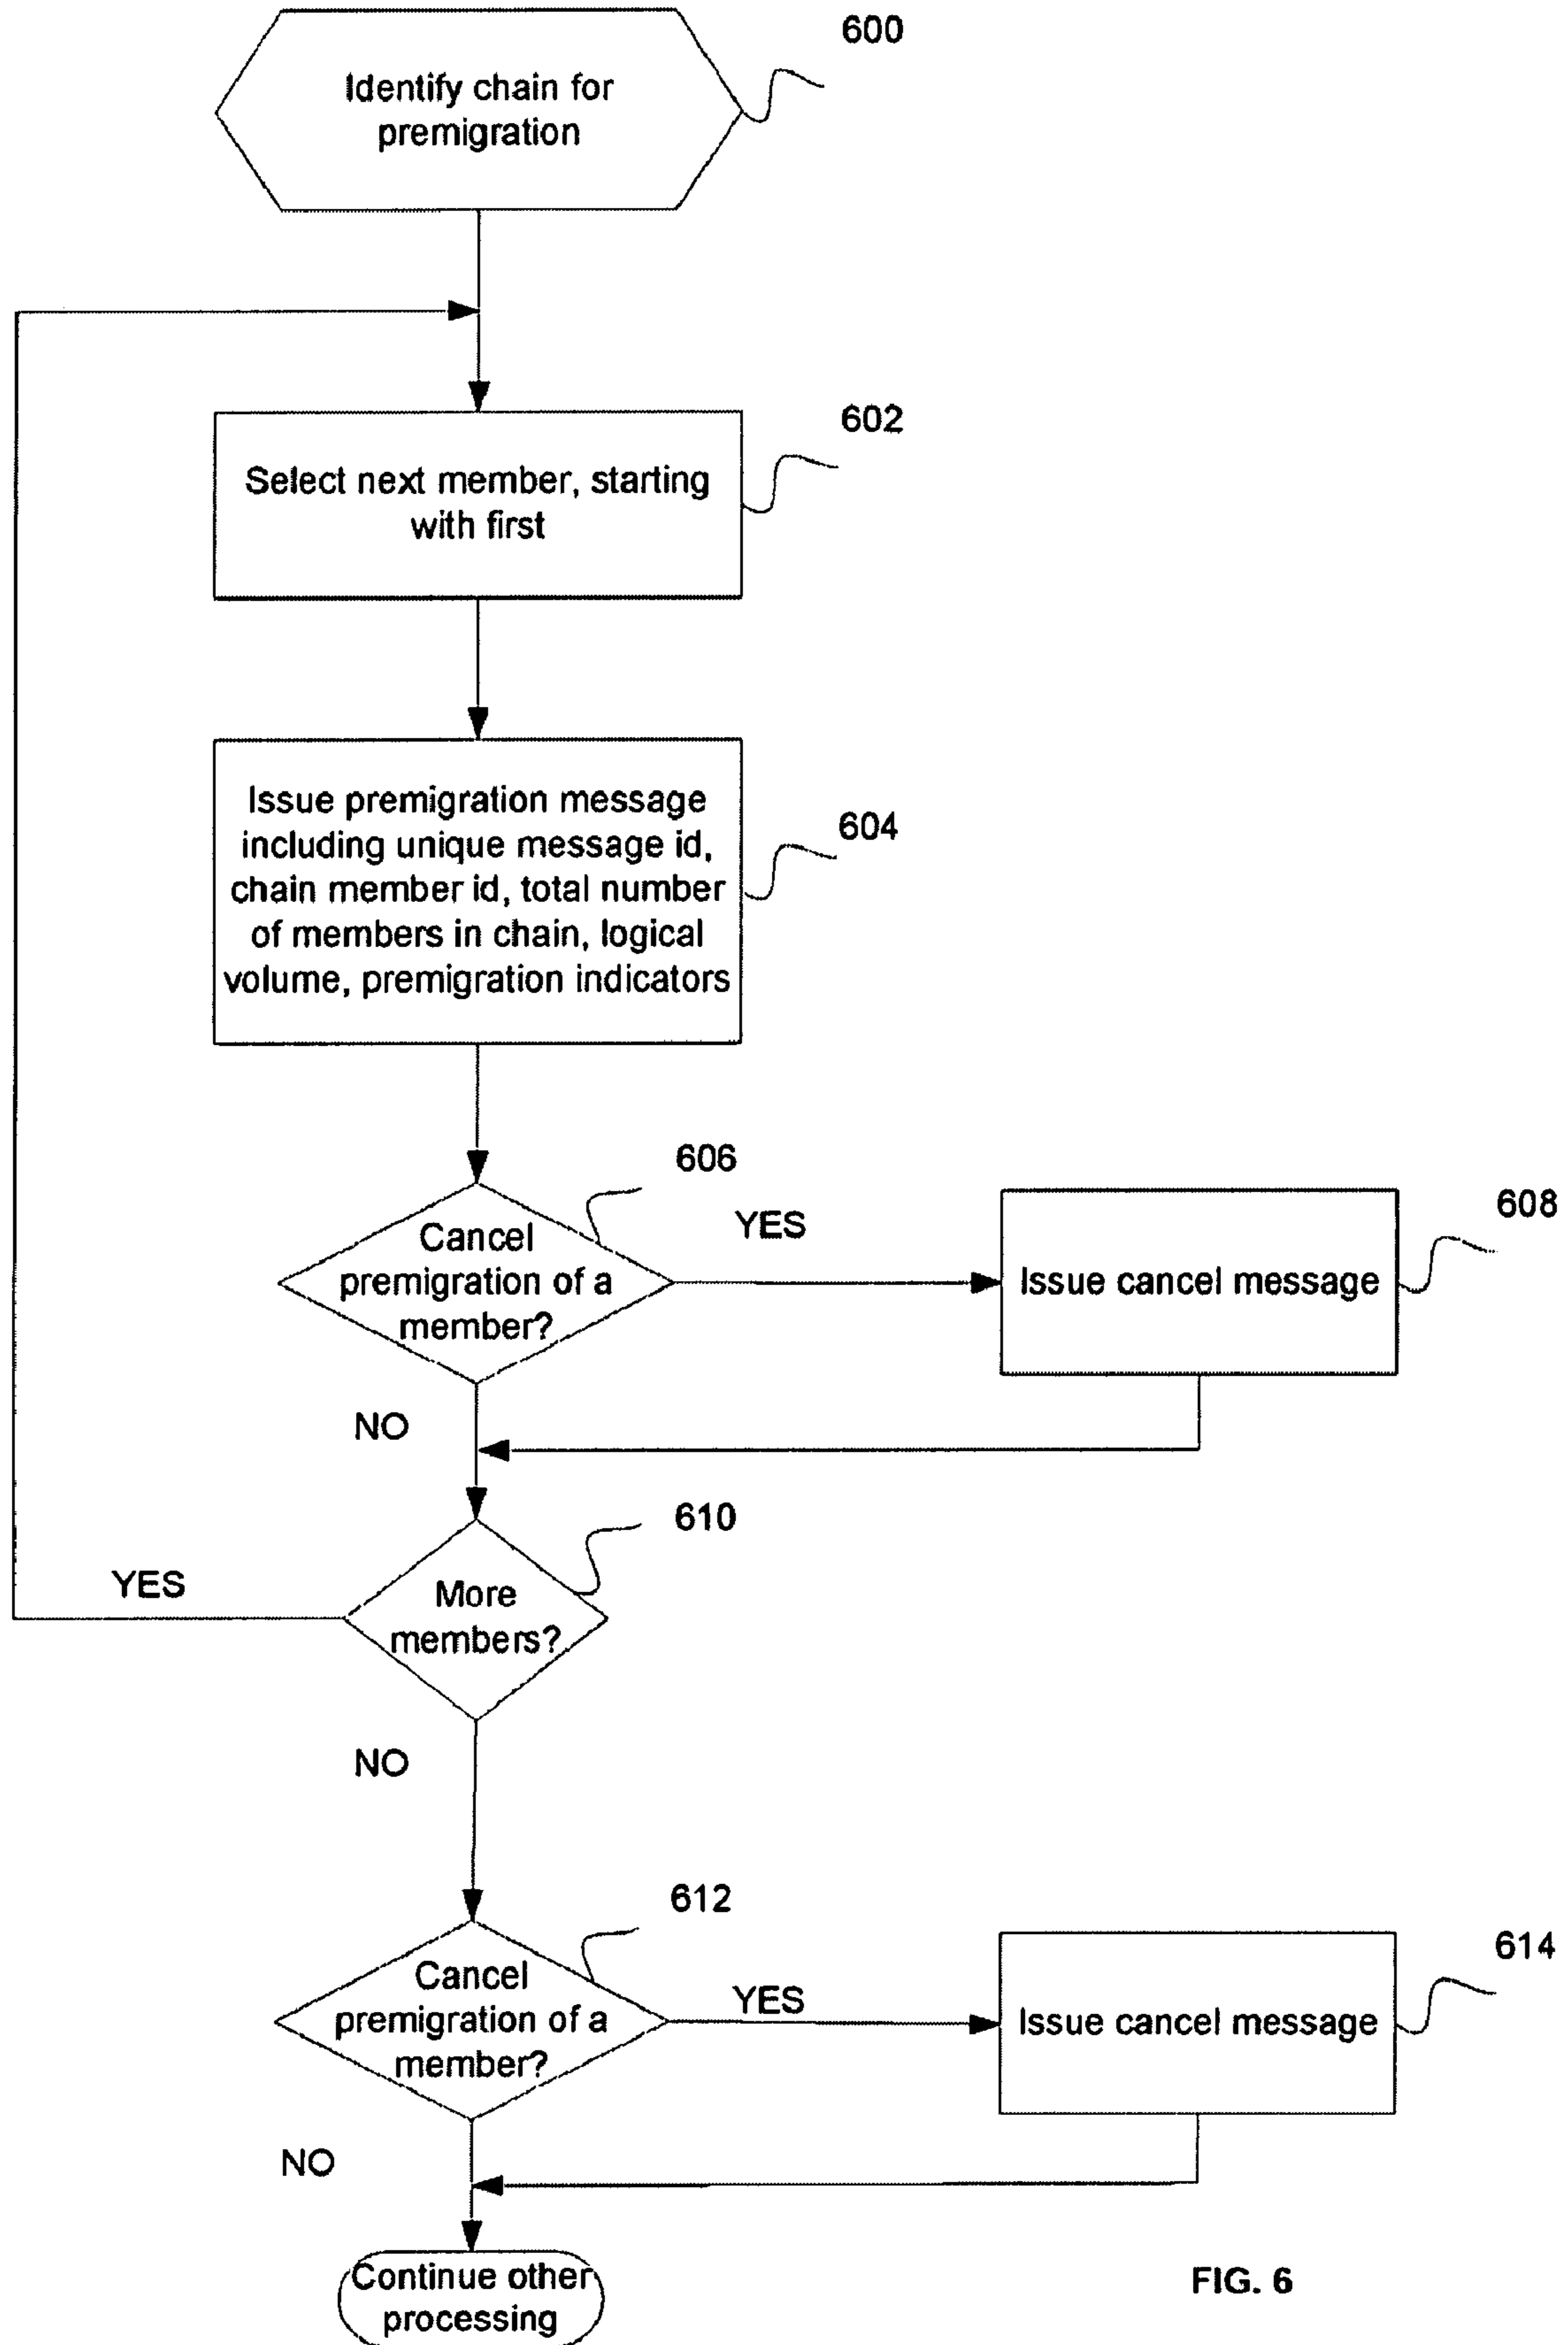 600
Identify chain for
premigration
602
Select next member, starting
with first
604
Issue premigration message
including unique message id,
chain member id, total number
of members in chain, logical
volume, premigration indicators
606
Cancel
premigration of a
member?
YES
608
Issue cancel message
NO
610
YES
More
members?
NO
612
Cancel
premigration of a
member?
YES
614
Issue cancel message
NO
Continue other
processing
FIG. 6